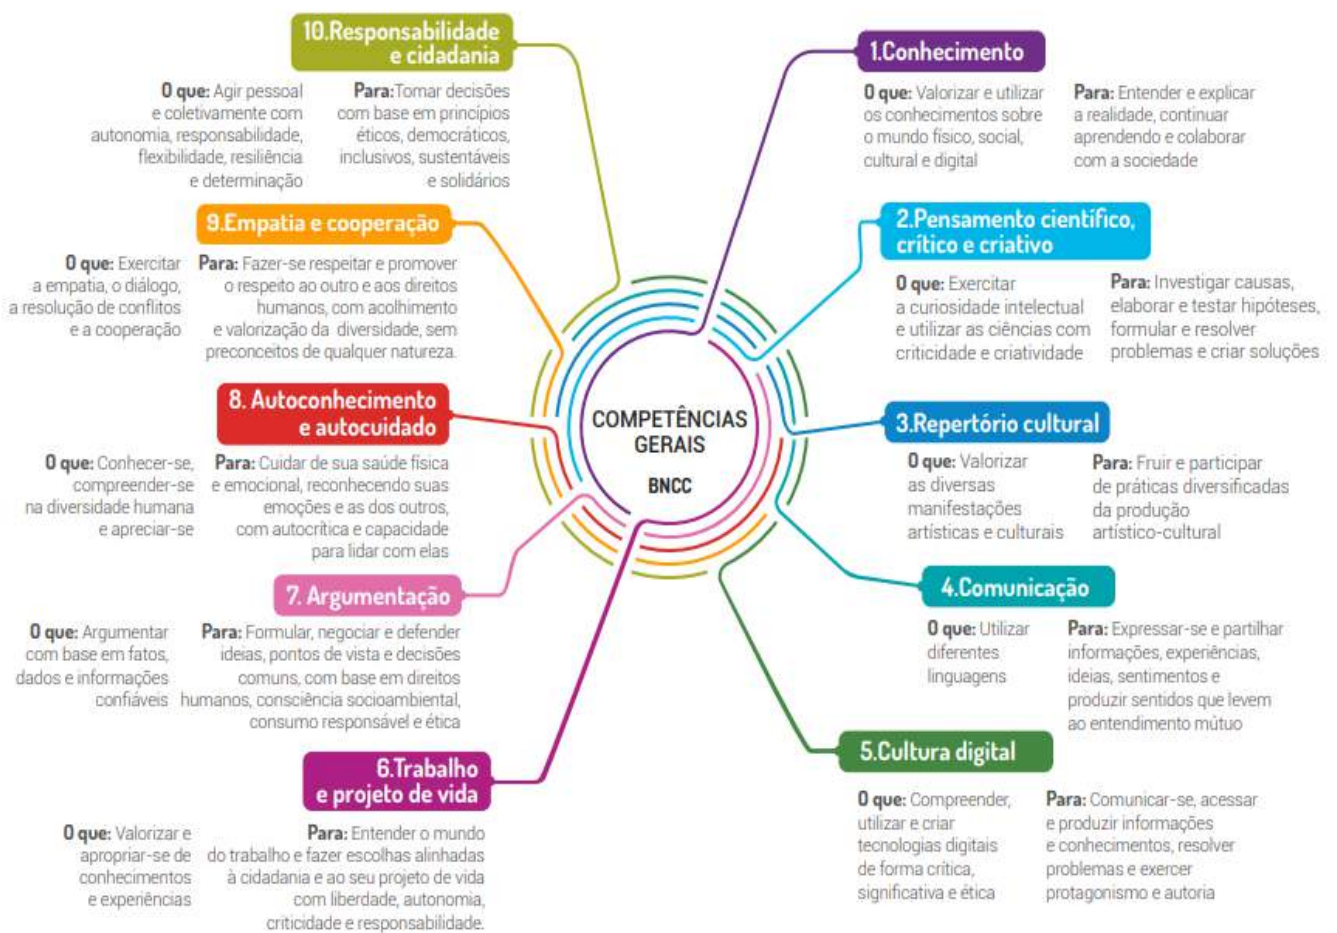 COMPETÊNCIAS
GERAIS
BNCC
1.Conhecimento
O que: Valorizar e utilizar
os conhecimentos sobre
o mundo físico, social,
cultural e digital
Para: Entender e explicar
a realidade, continuar
aprendendo e colaborar
com a sociedade
2.Pensamento científico,
crítico e criativo
O que: Exercitar
a curiosidade intelectual
e utilizar as ciências com
criticidade e criatividade
Para: Investigar causas,
elaborar e testar hipóteses,
formular e resolver
problemas e criar soluções
3.Repertório cultural
O que: Valorizar
as diversas
manifestações
artísticas e culturais
Para: Fruir e participar
de práticas diversificadas
da produção
artístico-cultural
4.Comunicação
O que: Utilizar
diferentes
linguagens
Para: Expressar-se e partilhar
informações, experiências,
ideias, sentimentos e
produzir sentidos que levem
ao entendimento mútuo
5.Cultura digital
O que: Compreender,
utilizar e criar
tecnologias digitais
de forma crítica,
significativa e ética
Para: Comunicar-se, acessar
e produzir informações
e conhecimentos, resolver
problemas e exercer
protagonismo e autoria
6.Trabalho
e projeto de vida
O que: Valorizar e
apropriar-se de
conhecimentos
e experiências
Para: Entender o mundo
do trabalho e fazer escolhas alinhadas
à cidadania e ao seu projeto de vida
com liberdade, autonomia,
criticidade e responsabilidade.
7. Argumentação
O que: Argumentar
com base em fatos,
dados e informações
confiáveis
Para: Formular, negociar e defender
ideias, pontos de vista e decisões
comuns, com base em direitos
humanos, consciência socioambiental,
consumo responsável e ética
8. Autoconhecimento
e autocuidado
O que: Conhecer-se,
compreender-se
na diversidade humana
e apreciar-se
Para: Cuidar de sua saúde física
e emocional, reconhecendo suas
emoções e as dos outros,
com autocrítica e capacidade
para lidar com elas
9.Empatia e cooperação
O que: Exercitar
a empatia, o diálogo,
a resolução de conflitos
e a cooperação
Para: Fazer-se respeitar e promover
o respeito ao outro e aos direitos
humanos, com acolhimento
e valorização da diversidade, sem
preconceitos de qualquer natureza.
10.Responsabilidade
e cidadania
O que: Agir pessoal
e coletivamente com
autonomia, responsabilidade,
flexibilidade, resiliência
e determinação
Para:Tomar decisões
com base em princípios
éticos, democráticos,
inclusivos, sustentáveis
e solidários